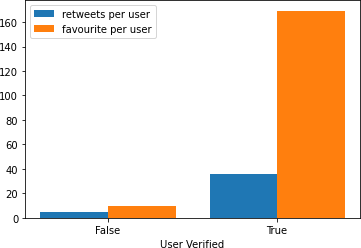 retweets per user
favourite per user
160
140
120
100
80
60
40
20
0
False True
User Verified